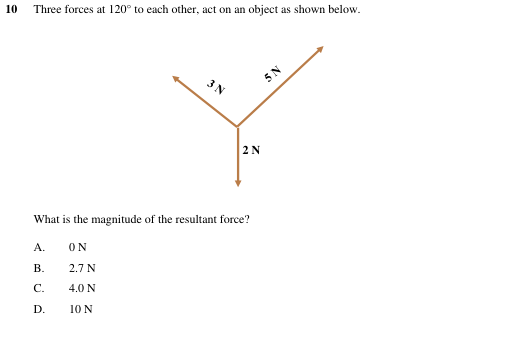 10 Three forces at 120° to each other, act on an object as shown below.
3 N
5 N
2 N
What is the magnitude of the resultant force?
A. 0 N
B. 2.7 N
C. 4.0 N
D. 10 N